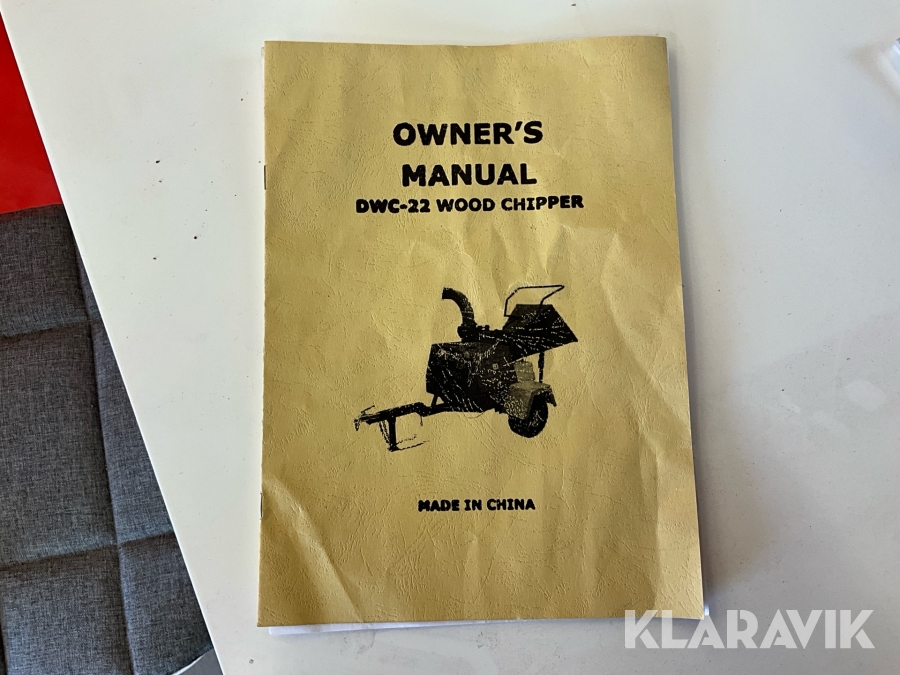 OWNER'S
MANUAL
DWC-22 WOOD CHIPPER
MADE IN CHINA
KLARAVIK